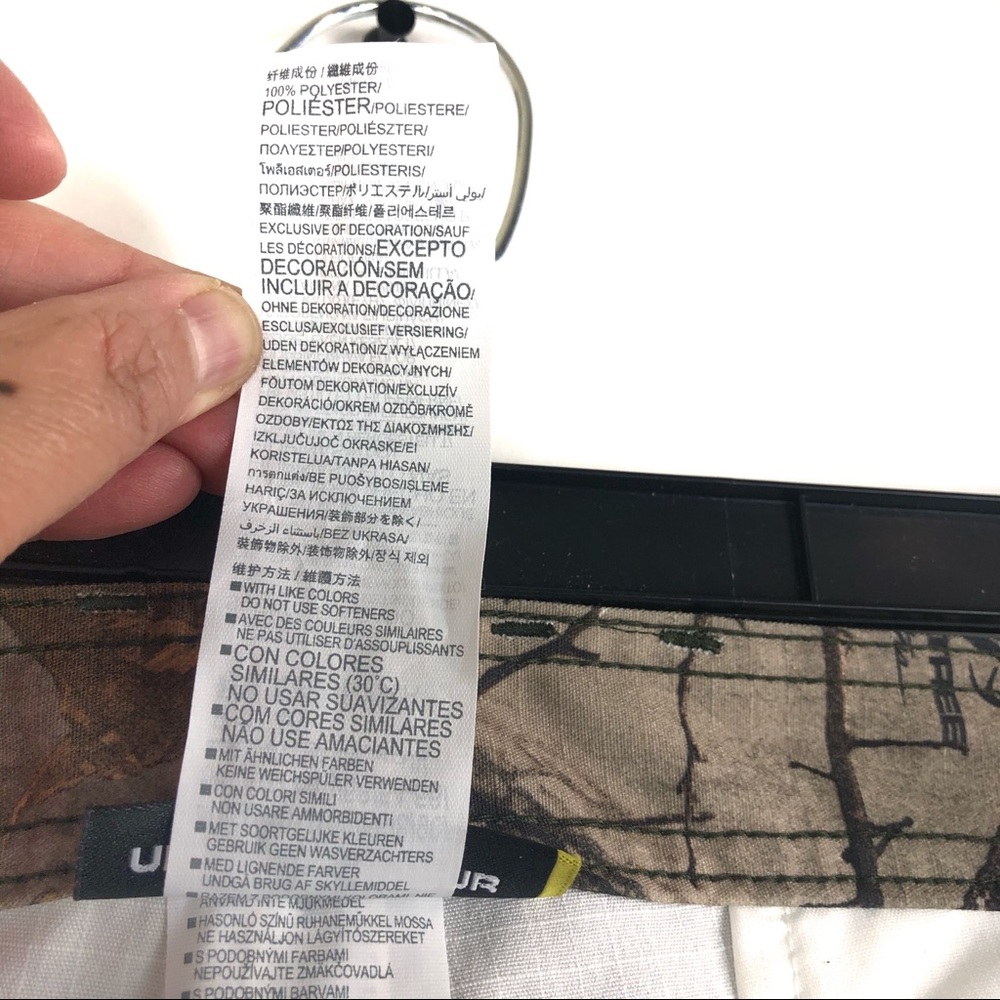 纤维成份 / 纖維成份
100% POLYESTER/
POLIÉSTER/POLIESTERE/
POLIESTER/POLIÉSZTER/
ΠΟΛΥΕΣΤΕΡ/POLYESTERI/
โพลิเอสเตอร์/POLIESTERIS/
ПОЛИЭСТЕР/ポリエステル/بولي أستر/
聚酯纖維/聚酯纤维/폴리에스테르
EXCLUSIVE OF DECORATION/SAUF
LES DÉCORATIONS/EXCEPTO
DECORACIÓN/SEM
INCLUIR A DECORAÇÃO/
OHNE DEKORATION/DECORAZIONE
ESCLUSA/EXCLUSIEF VERSIERING/
UDEN DEKORATION/Z WYŁĄCZENIEM
ELEMENTÓW DEKORACYJNYCH/
FÖUTOM DEKORATION/EXCLUZÍV
DEKORÁCIÓ/OKREM OZDÔB/KROMĚ
OZDOBY/ΕΚΤΩΣ ΤΗΣ ΔΙΑΚΟΣΜΗΣΗΣ/
IZKLJUČUJOČ OKRASKE/EI
KORISTELUA/TANPA HIASAN/
การตกแต่ง/BE PUOŠYBOS/ISLEME
HARIÇ/ЗА ИСКЛЮЧЕНИЕМ
УКРАШЕНИЯ/装飾部分を除く/
باستثناء الزخرف/BEZ UKRASA/
裝飾物除外/装饰物除外/장식 제외
维护方法 / 維護方法
■ WITH LIKE COLORS
DO NOT USE SOFTENERS
■ AVEC DES COULEURS SIMILAIRES
NE PAS UTILISER D'ASSOUPLISSANTS
■ CON COLORES
SIMILARES (30°C)
NO USAR SUAVIZANTES
■ COM CORES SIMILARES
NÃO USE AMACIANTES
■ MIT ÄHNLICHEN FARBEN
KEINE WEICHSPÜLER VERWENDEN
■ CON COLORI SIMILI
NON USARE AMMORBIDENTI
■ MET SOORTGELIJKE KLEUREN
GEBRUIK GEEN WASVERZACHTERS
■ MED LIGNENDE FARVER
UNDGÅ BRUG AF SKYLLEMIDDEL
ANVÄND INTE MJUKMEDEL
■ HASONLÓ SZÍNŰ RUHANEMŰKKEL MOSSA
NE HASZNÁLJON LÁGYÍTÓSZEREKET
■ S PODOBNÝMI FARBAMI
NEPOUŽÍVAJTE ZMÄKČOVADLÁ
■ S PODOBNÝMI BARVAMI
TREE